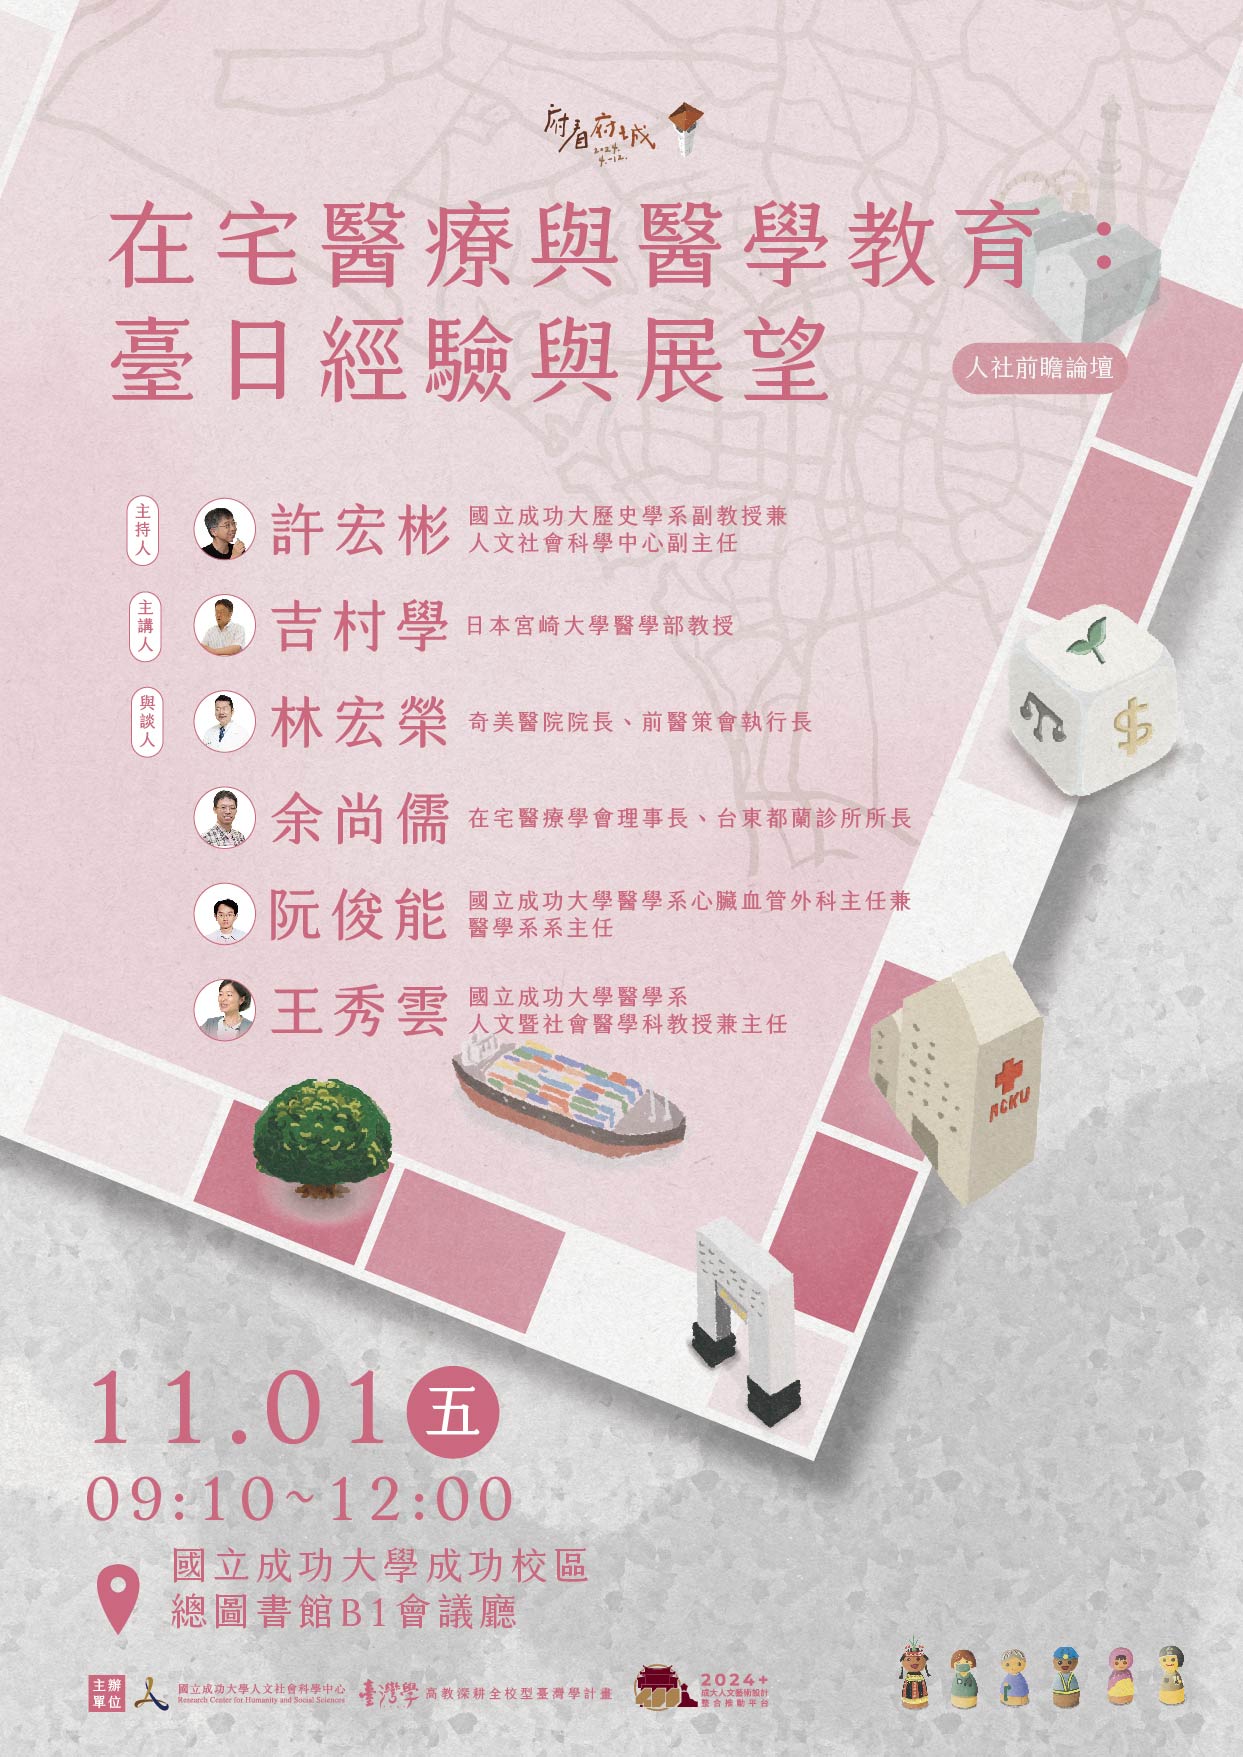 府看府城
2024.
4.-12.
在宅醫療與醫學教育：
臺日經驗與展望
人社前瞻論壇
主持人
許宏彬
國立成功大歷史學系副教授兼
人文社會科學中心副主任
主講人
吉村學
日本宮崎大學醫學部教授
與談人
林宏榮
奇美醫院院長、前醫策會執行長
余尚儒
在宅醫療學會理事長、台東都蘭診所所長
阮俊能
國立成功大學醫學系心臟血管外科主任兼
醫學系系主任
王秀雲
國立成功大學醫學系
人文暨社會醫學科教授兼主任
$
NCKU
11.01 五
09:10~12:00
國立成功大學成功校區
總圖書館B1會議廳
主辦
單位
國立成功大學人文社會科學中心
Research Center for Humanity and Social Sciences
臺灣學
高教深耕全校型臺灣學計畫
2024+
成大人文藝術設計
整合推動平台